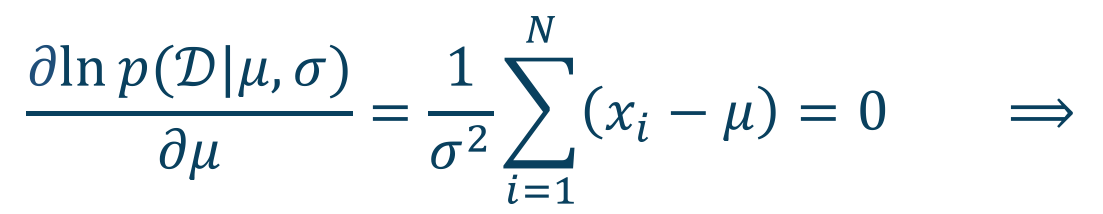 ∂ln p(𝒟|μ, σ) / ∂μ = 1/σ² ∑_{i=1}^{N} (x_i − μ) = 0 ⟹